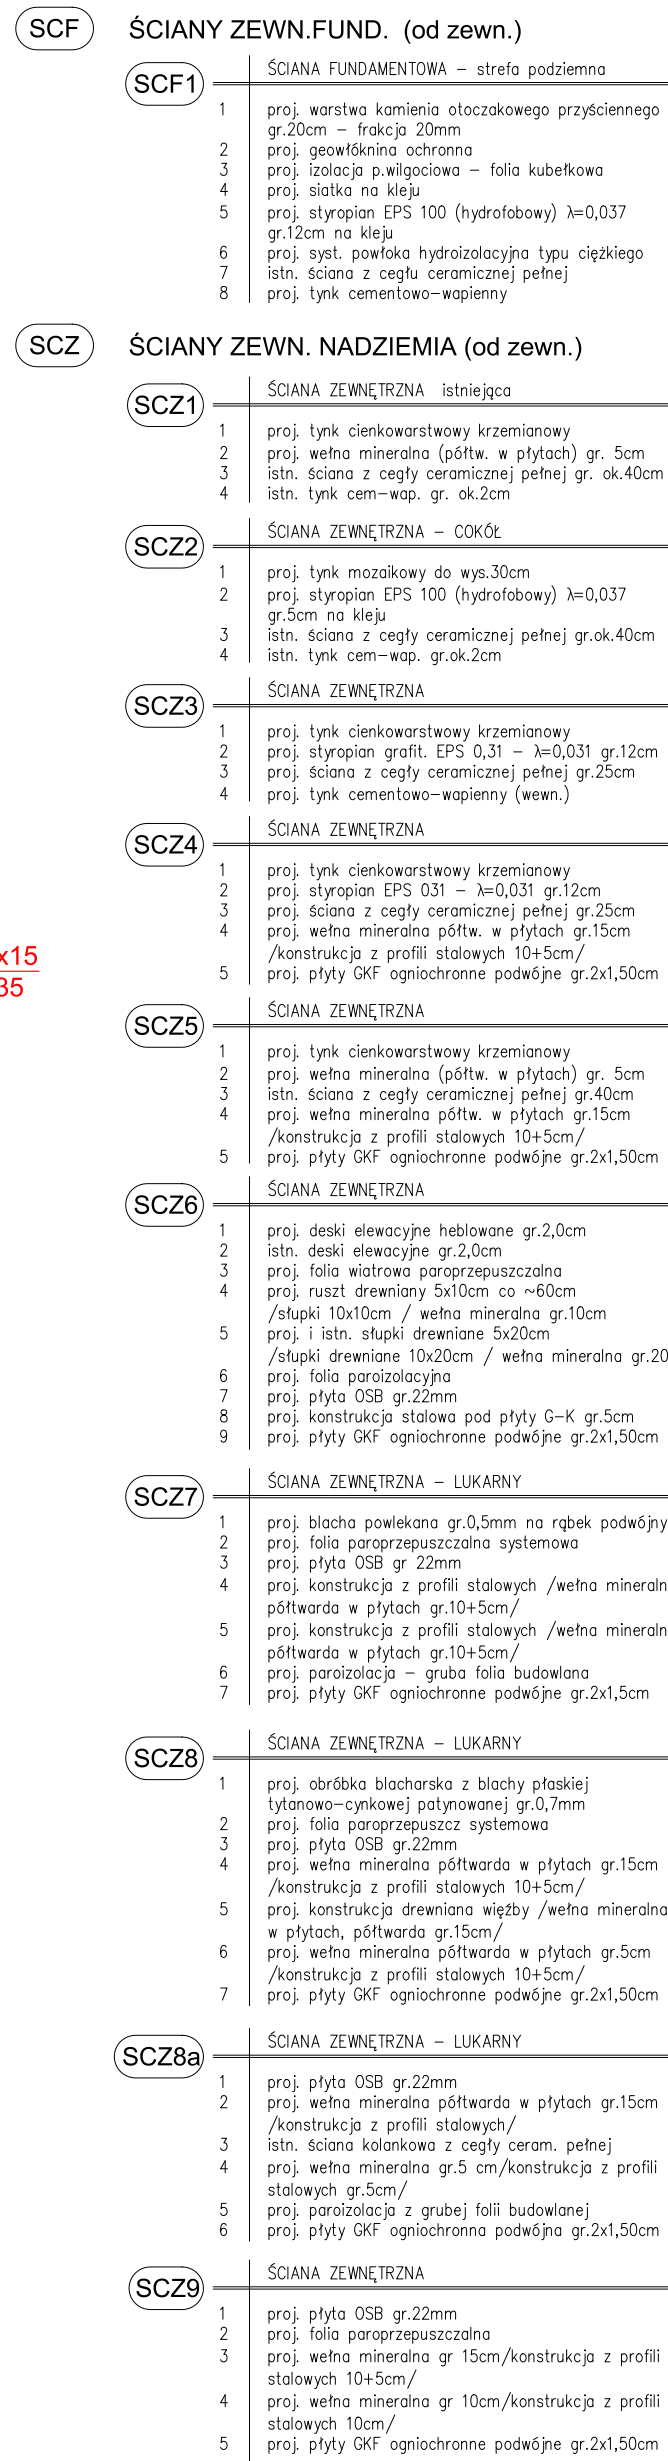 SCF ŚCIANY ZEWN.FUND. (od zewn.)
SCF1 ŚCIANA FUNDAMENTOWA – strefa podziemna
1 proj. warstwa kamienia otoczakowego przyściennego
gr.20cm – frakcja 20mm
2 proj. geowłóknina ochronna
3 proj. izolacja p.wilgociowa – folia kubełkowa
4 proj. siatka na kleju
5 proj. styropian EPS 100 (hydrofobowy) λ=0,037
gr.12cm na kleju
6 proj. syst. powłoka hydroizolacyjna typu ciężkiego
7 istn. ściana z cegłu ceramicznej pełnej
8 proj. tynk cementowo–wapienny
SCZ ŚCIANY ZEWN. NADZIEMIA (od zewn.)
SCZ1 ŚCIANA ZEWNĘTRZNA istniejąca
1 proj. tynk cienkowarstwowy krzemianowy
2 proj. wełna mineralna (półtw. w płytach) gr. 5cm
3 istn. ściana z cegły ceramicznej pełnej gr. ok.40cm
4 istn. tynk cem–wap. gr. ok.2cm
SCZ2 ŚCIANA ZEWNĘTRZNA – COKÓŁ
1 proj. tynk mozaikowy do wys.30cm
2 proj. styropian EPS 100 (hydrofobowy) λ=0,037
gr.5cm na kleju
3 istn. ściana z cegły ceramicznej pełnej gr.ok.40cm
4 istn. tynk cem–wap. gr.ok.2cm
SCZ3 ŚCIANA ZEWNĘTRZNA
1 proj. tynk cienkowarstwowy krzemianowy
2 proj. styropian grafit. EPS 0,31 – λ=0,031 gr.12cm
3 proj. ściana z cegły ceramicznej pełnej gr.25cm
4 proj. tynk cementowo–wapienny (wewn.)
SCZ4 ŚCIANA ZEWNĘTRZNA
1 proj. tynk cienkowarstwowy krzemianowy
2 proj. styropian EPS 031 – λ=0,031 gr.12cm
3 proj. ściana z cegły ceramicznej pełnej gr.25cm
4 proj. wełna mineralna półtw. w płytach gr.15cm
/konstrukcja z profili stalowych 10+5cm/
x15
35
5 proj. płyty GKF ogniochronne podwójne gr.2x1,50cm
SCZ5 ŚCIANA ZEWNĘTRZNA
1 proj. tynk cienkowarstwowy krzemianowy
2 proj. wełna mineralna (półtw. w płytach) gr. 5cm
3 istn. ściana z cegły ceramicznej pełnej gr.40cm
4 proj. wełna mineralna półtw. w płytach gr.15cm
/konstrukcja z profili stalowych 10+5cm/
5 proj. płyty GKF ogniochronne podwójne gr.2x1,50cm
SCZ6 ŚCIANA ZEWNĘTRZNA
1 proj. deski elewacyjne heblowane gr.2,0cm
2 istn. deski elewacyjne gr.2,0cm
3 proj. folia wiatrowa paroprzepuszczalna
4 proj. ruszt drewniany 5x10cm co ~60cm
/słupki 10x10cm / wełna mineralna gr.10cm
5 proj. i istn. słupki drewniane 5x20cm
/słupki drewniane 10x20cm / wełna mineralna gr.20
6 proj. folia paroizolacyjna
7 proj. płyta OSB gr.22mm
8 proj. konstrukcja stalowa pod płyty G–K gr.5cm
9 proj. płyty GKF ogniochronne podwójne gr.2x1,50cm
SCZ7 ŚCIANA ZEWNĘTRZNA – LUKARNY
1 proj. blacha powlekana gr.0,5mm na rąbek podwójny
2 proj. folia paroprzepuszczalna systemowa
3 proj. płyta OSB gr 22mm
4 proj. konstrukcja z profili stalowych /wełna mineraln
półtwarda w płytach gr.10+5cm/
5 proj. konstrukcja z profili stalowych /wełna mineraln
półtwarda w płytach gr.10+5cm/
6 proj. paroizolacja – gruba folia budowlana
7 proj. płyty GKF ogniochronne podwójne gr.2x1,5cm
SCZ8 ŚCIANA ZEWNĘTRZNA – LUKARNY
1 proj. obróbka blacharska z blachy płaskiej
tytanowo–cynkowej patynowanej gr.0,7mm
2 proj. folia paroprzepuszcz systemowa
3 proj. płyta OSB gr.22mm
4 proj. wełna mineralna półtwarda w płytach gr.15cm
/konstrukcja z profili stalowych 10+5cm/
5 proj. konstrukcja drewniana więźby /wełna mineralna
w płytach, półtwarda gr.15cm/
6 proj. wełna mineralna półtwarda w płytach gr.5cm
/konstrukcja z profili stalowych 10+5cm/
7 proj. płyty GKF ogniochronne podwójne gr.2x1,50cm
SCZ8a ŚCIANA ZEWNĘTRZNA – LUKARNY
1 proj. płyta OSB gr.22mm
2 proj. wełna mineralna półtwarda w płytach gr.15cm
/konstrukcja z profili stalowych/
3 istn. ściana kolankowa z cegły ceram. pełnej
4 proj. wełna mineralna gr.5 cm/konstrukcja z profili
stalowych gr.5cm/
5 proj. paroizolacja z grubej folii budowlanej
6 proj. płyty GKF ogniochronna podwójna gr.2x1,50cm
SCZ9 ŚCIANA ZEWNĘTRZNA
1 proj. płyta OSB gr.22mm
2 proj. folia paroprzepuszczalna
3 proj. wełna mineralna gr 15cm/konstrukcja z profili
stalowych 10+5cm/
4 proj. wełna mineralna gr 10cm/konstrukcja z profili
stalowych 10cm/
5 proj. płyty GKF ogniochronne podwójne gr.2x1,50cm